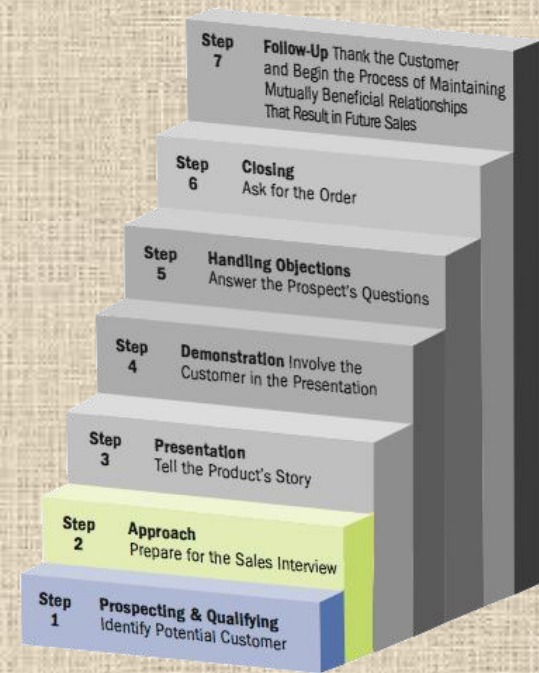 Step 7
Follow-Up Thank the Customer
and Begin the Process of Maintaining
Mutually Beneficial Relationships
That Result in Future Sales
Step 6
Closing
Ask for the Order
Step 5
Handling Objections
Answer the Prospect's Questions
Step 4
Demonstration Involve the
Customer in the Presentation
Step 3
Presentation
Tell the Product's Story
Step 2
Approach
Prepare for the Sales Interview
Step 1
Prospecting & Qualifying
Identify Potential Customer